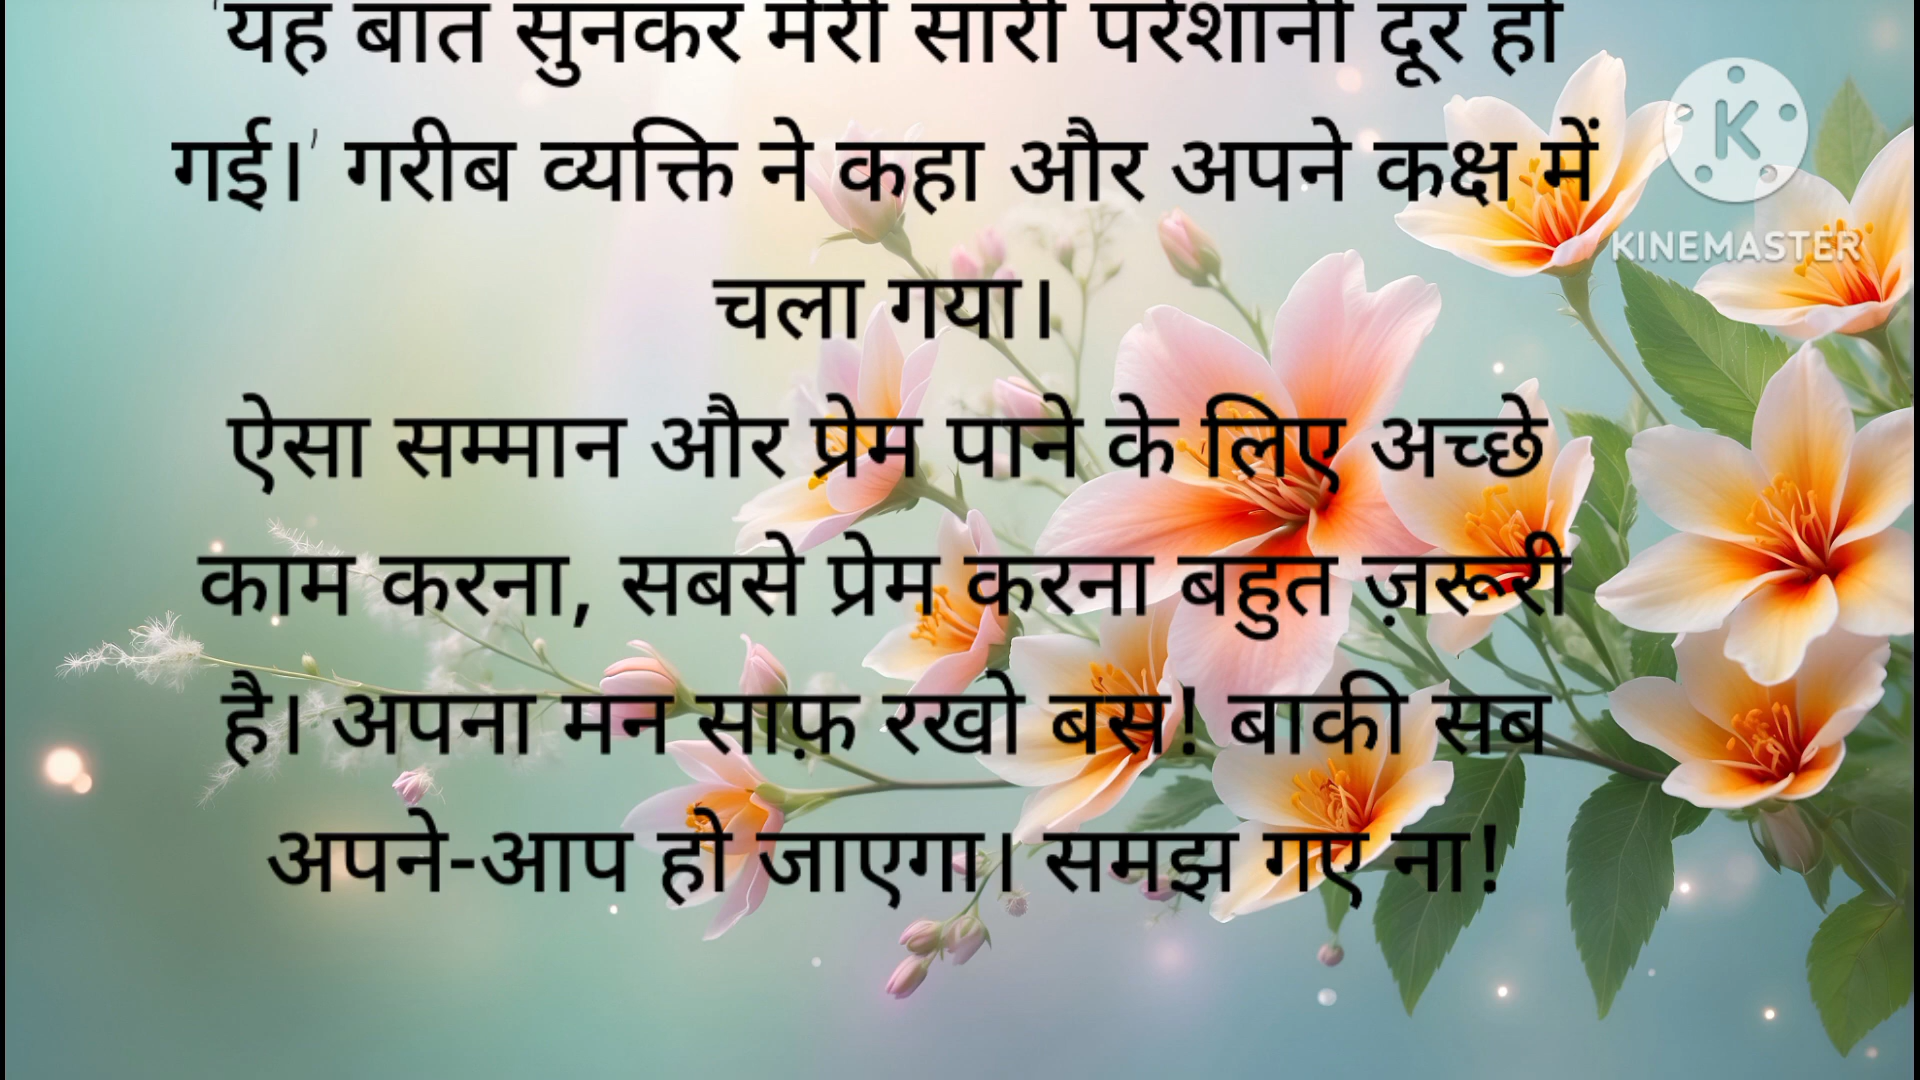 'यह बात सुनकर मेरी सारी परेशानी दूर हो
गई।' गरीब व्यक्ति ने कहा और अपने कक्ष में
चला गया।
ऐसा सम्मान और प्रेम पाने के लिए अच्छे
काम करना, सबसे प्रेम करना बहुत ज़रूरी
है। अपना मन साफ़ रखो बस! बाकी सब
अपने-आप हो जाएगा। समझ गए ना!
K
KINEMASTER